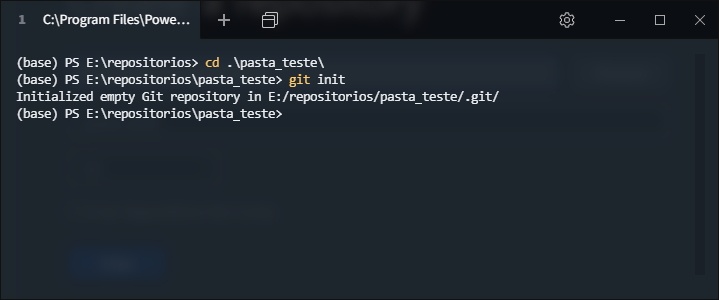 1 C:\Program Files\Powe...
(base) PS E:\repositorios> cd .\pasta_teste\
(base) PS E:\repositorios\pasta_teste> git init
Initialized empty Git repository in E:/repositorios/pasta_teste/.git/
(base) PS E:\repositorios\pasta_teste>